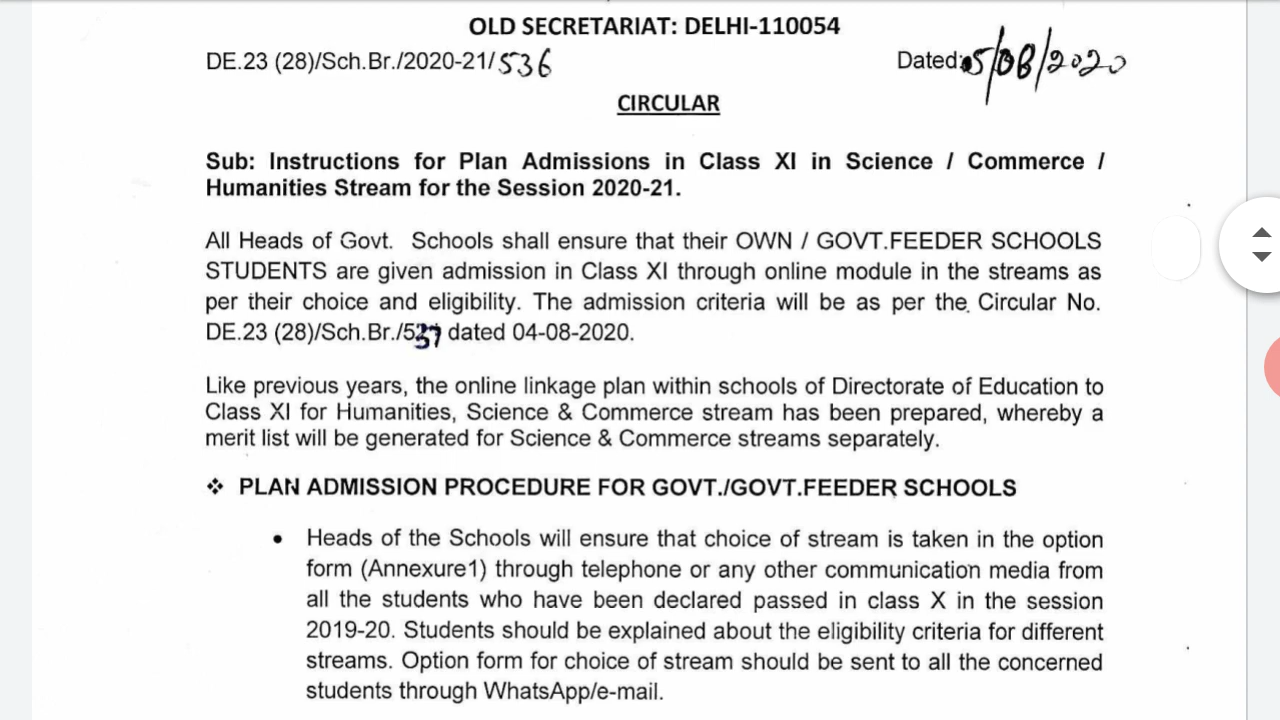 OLD SECRETARIAT: DELHI-110054
DE.23 (28)/Sch.Br./2020-21/536
Dated: 05/08/2020
CIRCULAR
Sub: Instructions for Plan Admissions in Class XI in Science / Commerce /
Humanities Stream for the Session 2020-21.
All Heads of Govt. Schools shall ensure that their OWN / GOVT.FEEDER SCHOOLS
STUDENTS are given admission in Class XI through online module in the streams as
per their choice and eligibility. The admission criteria will be as per the Circular No.
DE.23 (28)/Sch.Br./537 dated 04-08-2020.
Like previous years, the online linkage plan within schools of Directorate of Education to
Class XI for Humanities, Science & Commerce stream has been prepared, whereby a
merit list will be generated for Science & Commerce streams separately.
❖ PLAN ADMISSION PROCEDURE FOR GOVT./GOVT.FEEDER SCHOOLS
• Heads of the Schools will ensure that choice of stream is taken in the option
form (Annexure1) through telephone or any other communication media from
all the students who have been declared passed in class X in the session
2019-20. Students should be explained about the eligibility criteria for different
streams. Option form for choice of stream should be sent to all the concerned
students through WhatsApp/e-mail.